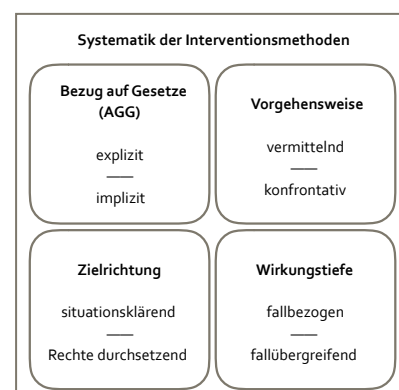 Systematik der Interventionsmethoden
Bezug auf Gesetze
(AGG)
explizit
implizit
Vorgehensweise
vermittelnd
konfrontativ
Zielrichtung
situationsklärend
Rechte durchsetzend
Wirkungstiefe
fallbezogen
fallübergreifend